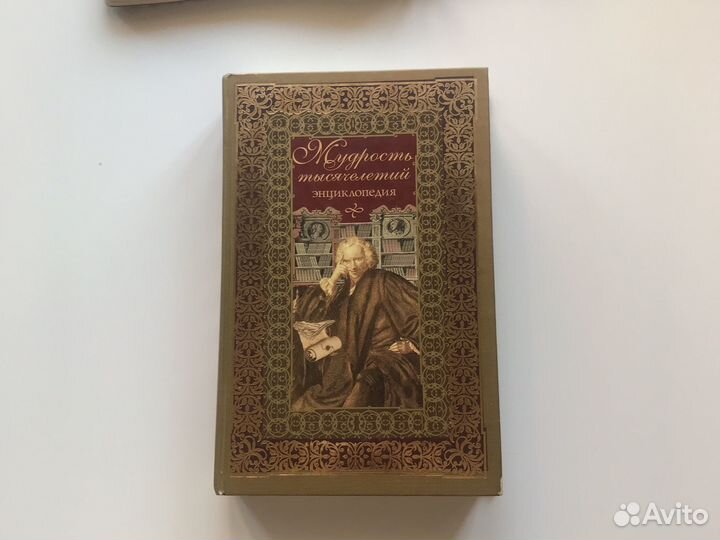 Мудрость
тысячелетий
энциклопедия
Avito